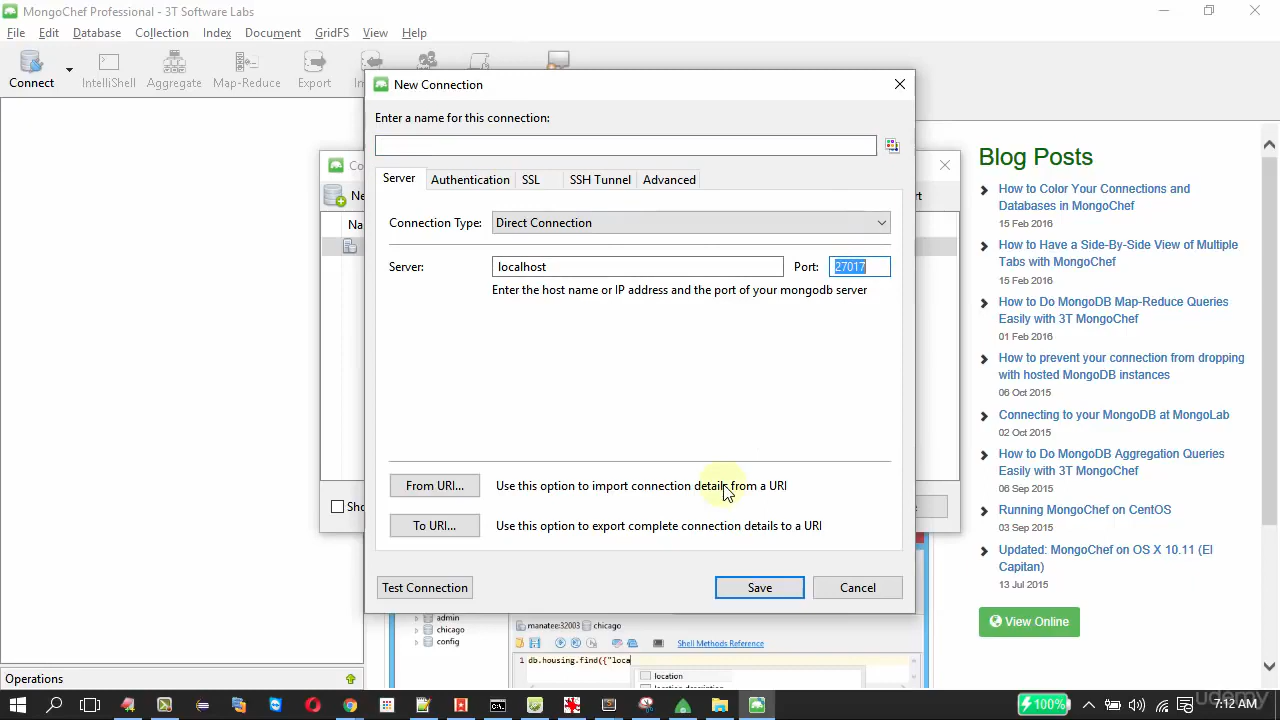 MongoChef Professional - 3T Software Labs
File Edit Database Collection Index Document GridFS View Help
Connect IntelliShell Aggregate Map-Reduce Export
New Connection
Enter a name for this connection:
Server Authentication SSL SSH Tunnel Advanced
Connection Type: Direct Connection
Server: localhost Port: 27017
Enter the host name or IP address and the port of your mongodb server
From URI... Use this option to import connection details from a URI
To URI... Use this option to export complete connection details to a URI
Test Connection Save Cancel
Blog Posts
How to Color Your Connections and
Databases in MongoChef
15 Feb 2016
How to Have a Side-By-Side View of Multiple
Tabs with MongoChef
15 Feb 2016
How to Do MongoDB Map-Reduce Queries
Easily with 3T MongoChef
01 Feb 2016
How to prevent your connection from dropping
with hosted MongoDB instances
06 Oct 2015
Connecting to your MongoDB at MongoLab
02 Oct 2015
How to Do MongoDB Aggregation Queries
Easily with 3T MongoChef
06 Sep 2015
Running MongoChef on CentOS
03 Sep 2015
Updated: MongoChef on OS X 10.11 (El
Capitan)
13 Jul 2015
View Online
admin
chicago
config
manatee:32003 chicago
Shell Methods Reference
1 db.housing.find({"loca
location
location_description
Operations
100%
7:12 AM
udemy